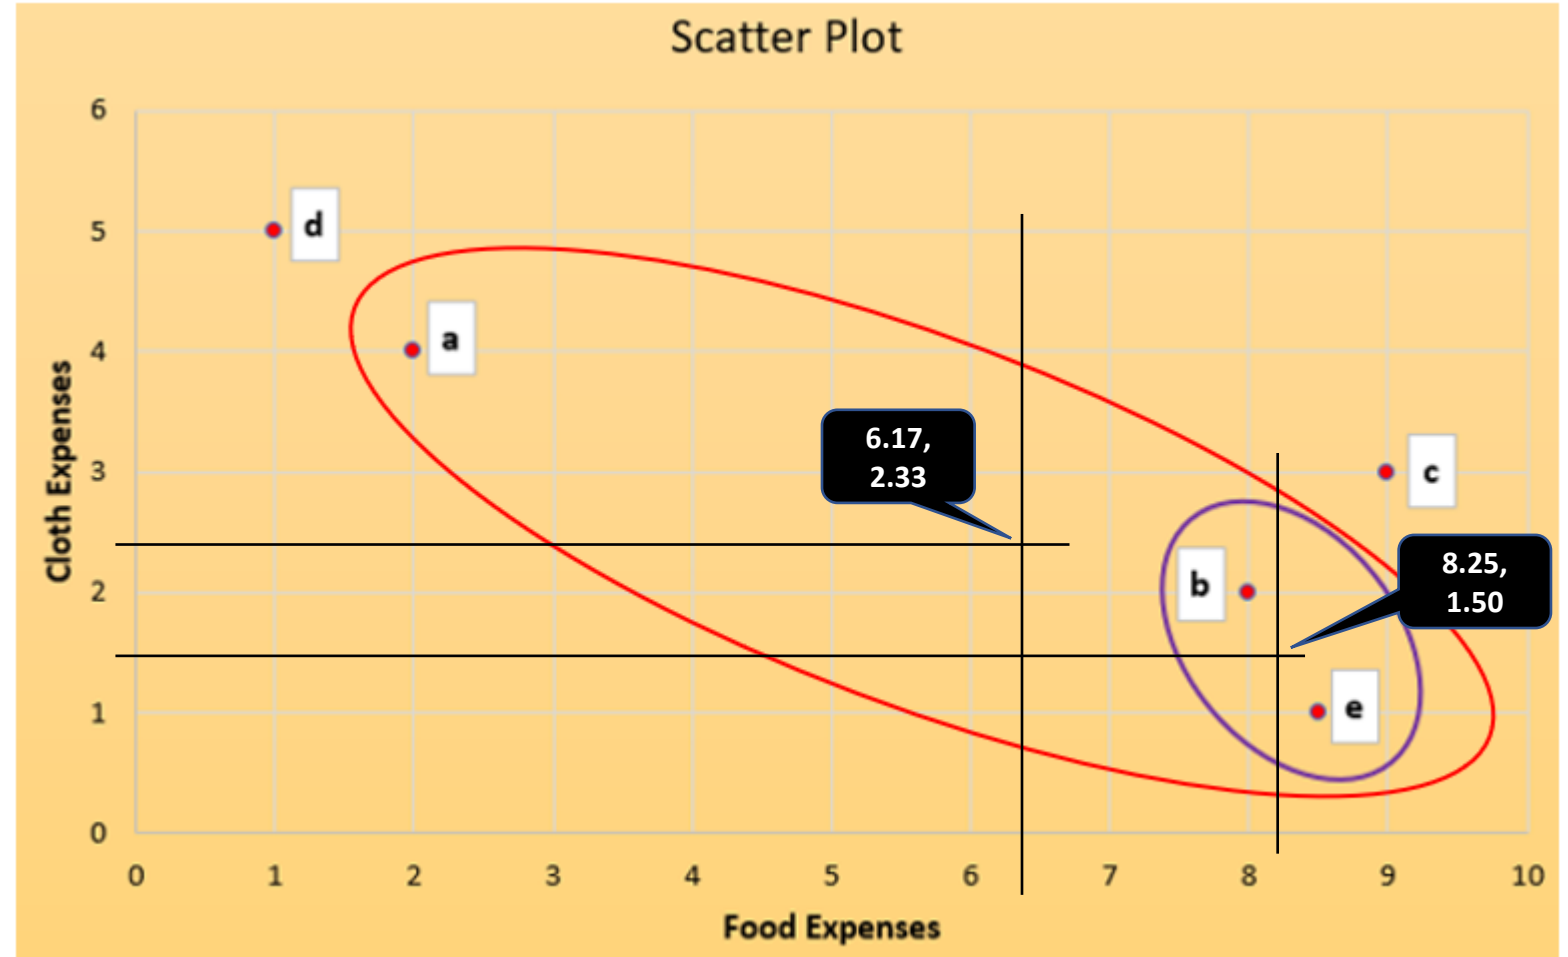 Scatter Plot
6
5
4
3
2
1
0
Cloth Expenses
d
a
6.17,
2.33
c
b
8.25,
1.50
e
0 1 2 3 4 5 6 7 8 9 10
Food Expenses